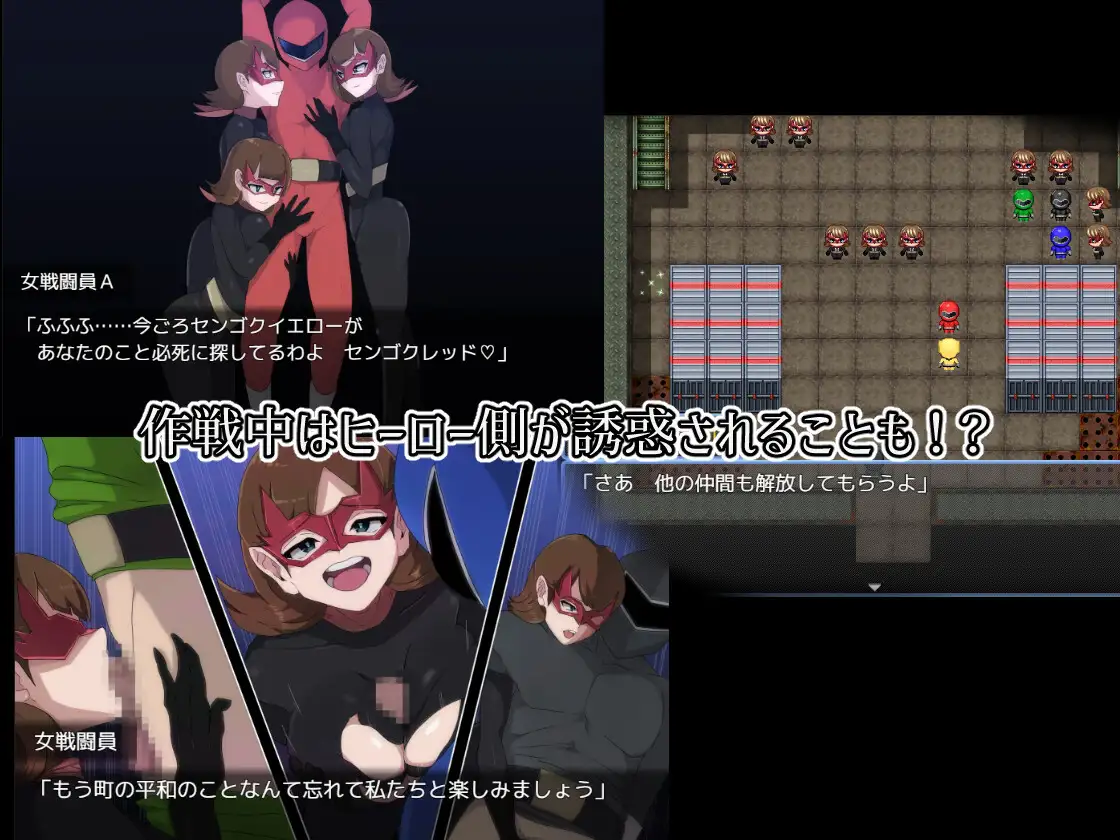 女戦闘員A
「ふふふ……今ごろセンゴクイエローが
あなたのこと必死に探してるわよ　センゴクレッド♡」
作戦中はヒーロー側が誘惑されることも！？
「さあ　他の仲間も解放してもらうよ」
女戦闘員
「もう町の平和のことなんて忘れて私たちと楽しみましょう」